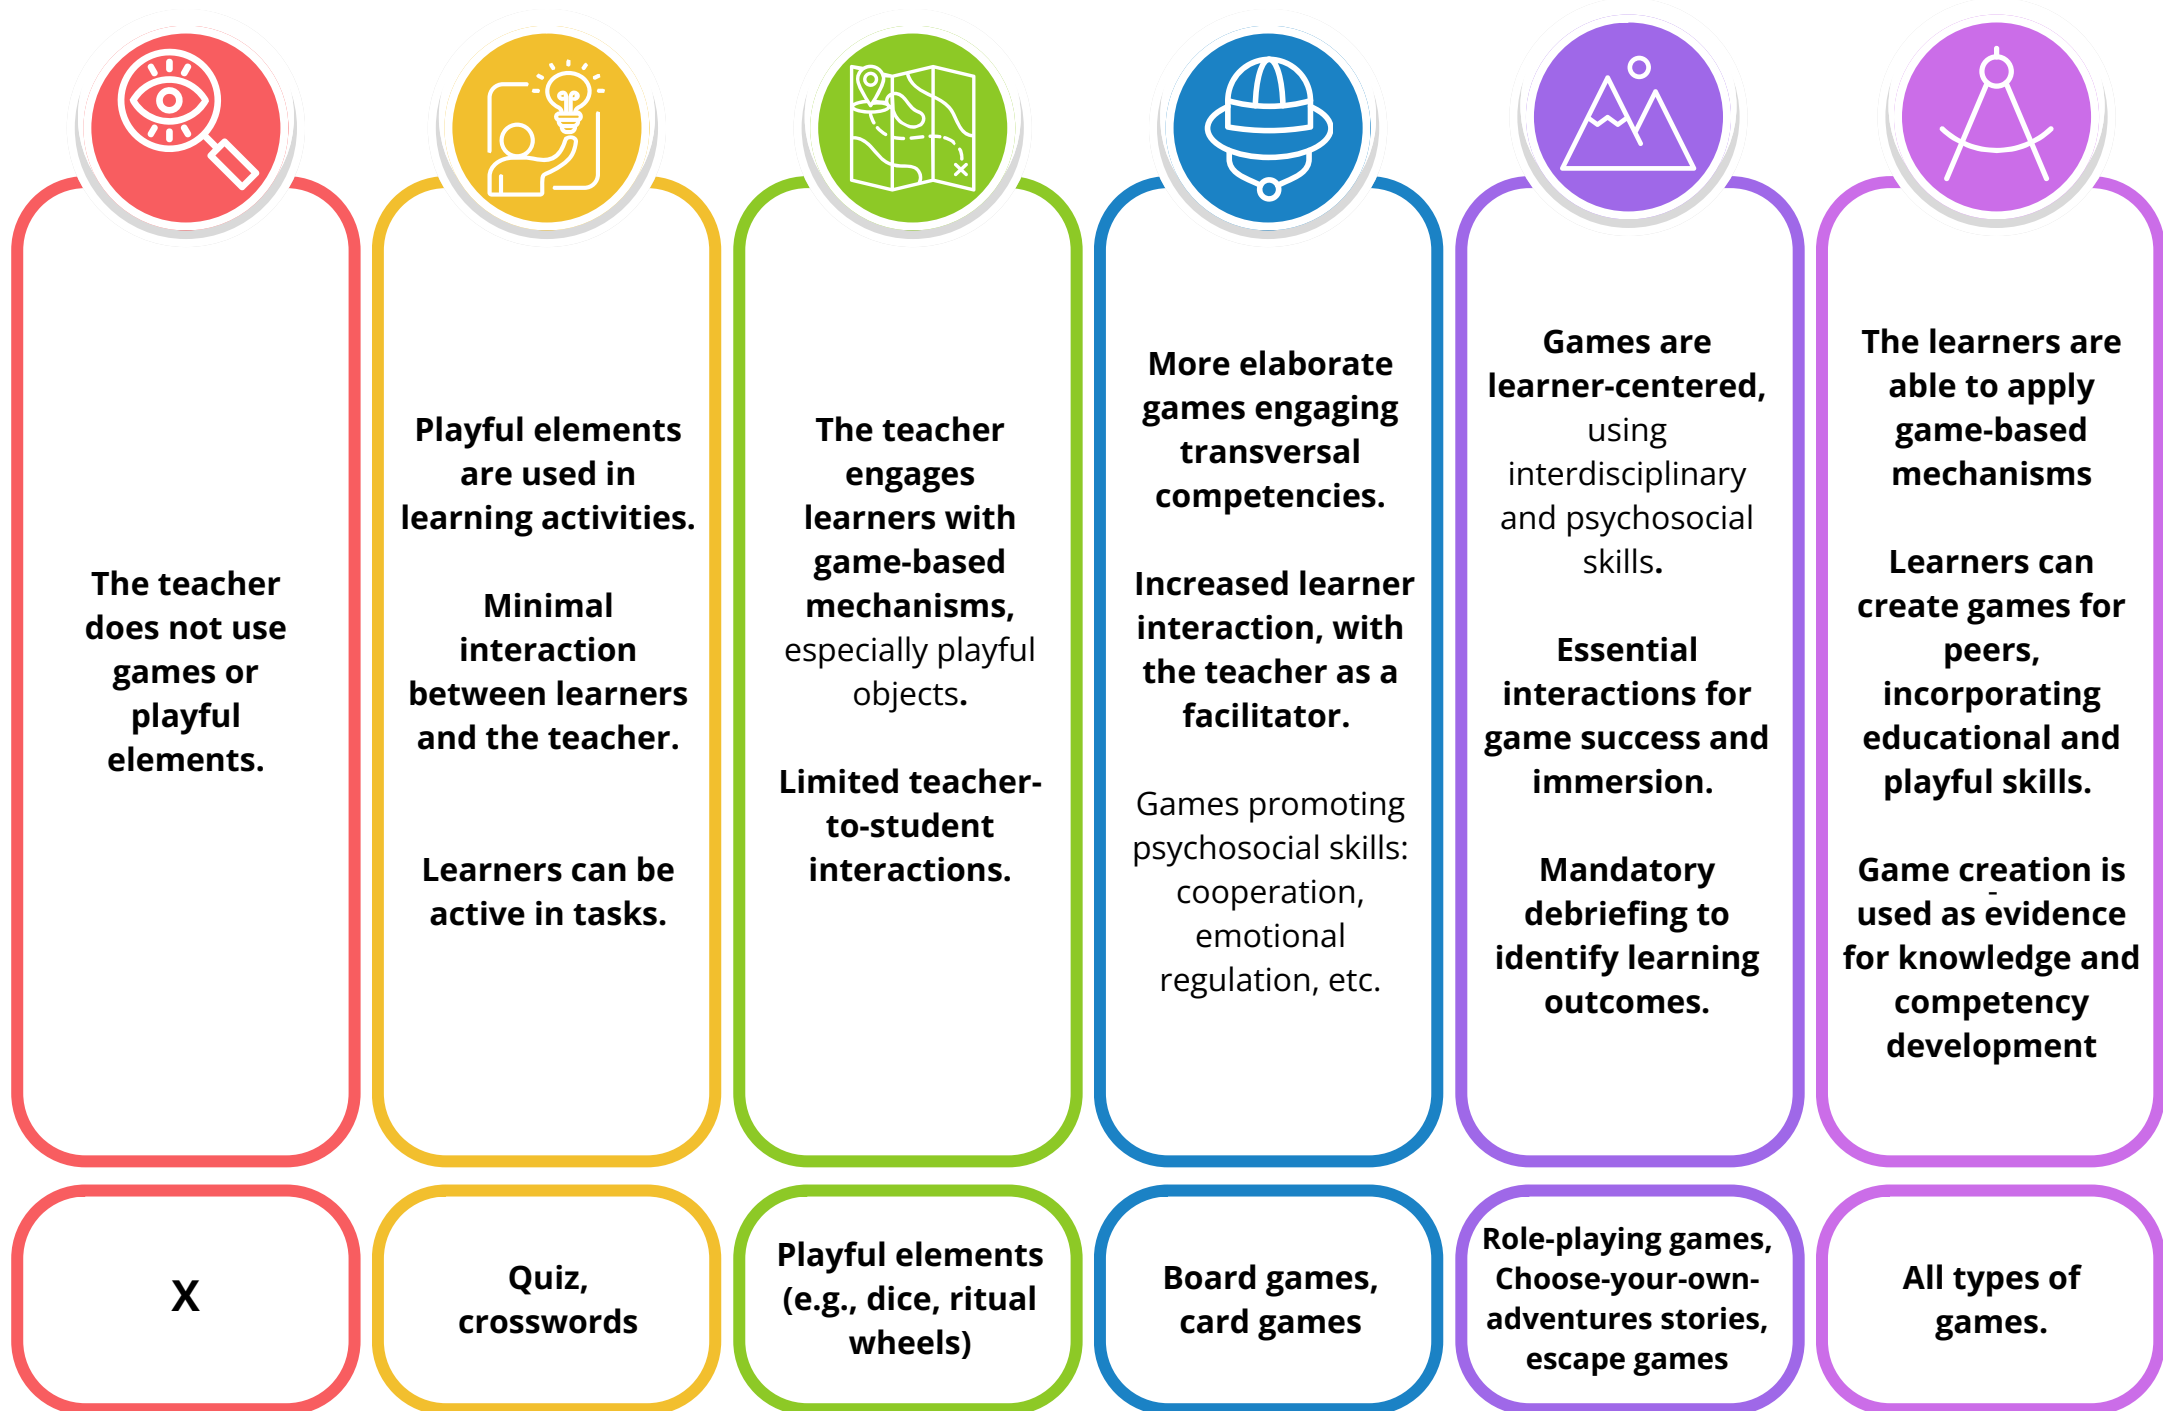 The teacher
does not use
games or
playful
elements.
Playful elements
are used in
learning activities.
Minimal
interaction
between learners
and the teacher.
Learners can be
active in tasks.
The teacher
engages
learners with
game-based
mechanisms,
especially playful
objects.
Limited teacher-
to-student
interactions.
More elaborate
games engaging
transversal
competencies.
Increased learner
interaction, with
the teacher as a
facilitator.
Games promoting
psychosocial skills:
cooperation,
emotional
regulation, etc.
Games are
learner-centered,
using
interdisciplinary
and psychosocial
skills.
Essential
interactions for
game success and
immersion.
Mandatory
debriefing to
identify learning
outcomes.
The learners are
able to apply
game-based
mechanisms
Learners can
create games for
peers,
incorporating
educational and
playful skills.
Game creation is
-
used as evidence
for knowledge and
competency
development
X
Quiz,
crosswords
Playful elements
(e.g., dice, ritual
wheels)
Board games,
card games
Role-playing games,
Choose-your-own-
adventures stories,
escape games
All types of
games.